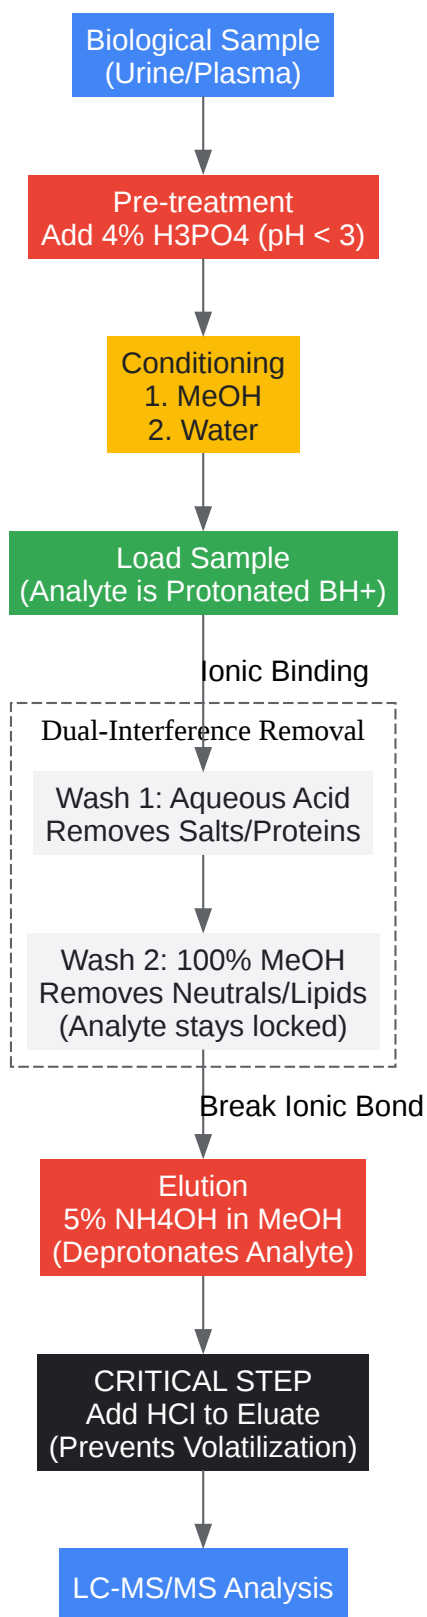 Biological Sample
(Urine/Plasma)
Pre-treatment
Add 4% H3PO4 (pH < 3)
Conditioning
1. MeOH
2. Water
Load Sample
(Analyte is Protonated BH+)
Ionic Binding
Dual-Interference Removal
Wash 1: Aqueous Acid
Removes Salts/Proteins
Wash 2: 100% MeOH
Removes Neutrals/Lipids
(Analyte stays locked)
Break Ionic Bond
Elution
5% NH4OH in MeOH
(Deprotonates Analyte)
CRITICAL STEP
Add HCl to Eluate
(Prevents Volatilization)
LC-MS/MS Analysis